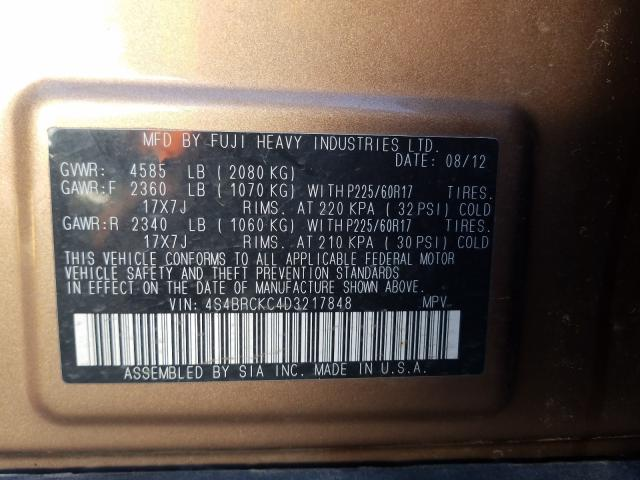 MFD BY FUJI HEAVY INDUSTRIES LTD.
DATE: 08/12
GVWR: 4585 LB (2080 KG)
GAWR:F 2360 LB (1070 KG) WITH P225/60R17 TIRES.
17X7J RIMS. AT 220 KPA (32 PSI) COLD
GAWR:R 2340 LB (1060 KG) WITH P225/60R17 TIRES.
17X7J RIMS. AT 210 KPA (30 PSI) COLD
THIS VEHICLE CONFORMS TO ALL APPLICABLE FEDERAL MOTOR
VEHICLE SAFETY AND THEFT PREVENTION STANDARDS
IN EFFECT ON THE DATE OF MANUFACTURE SHOWN ABOVE.
VIN: 4S4BRCKC4D3217848 MPV
ASSEMBLED BY SIA INC. MADE IN U.S.A.